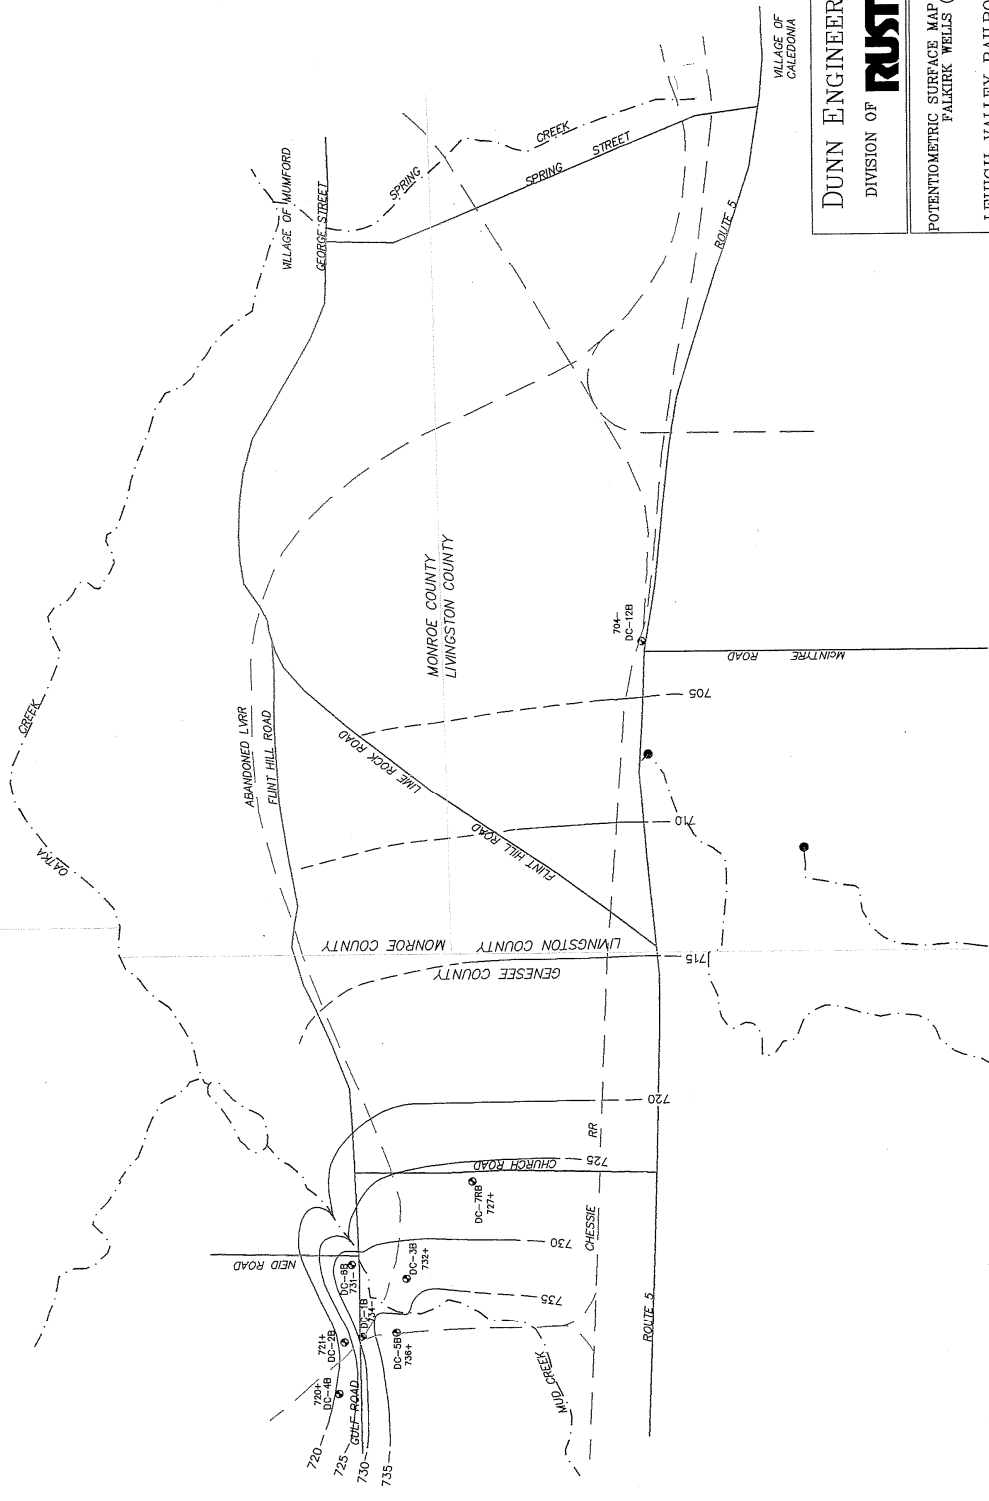 VILLAGE OF
CALEDONIA
DUNN ENGINEER
DIVISION OF RUST
POTENTIOMETRIC SURFACE MAP
FALKIRK WELLS (
LEHIGH VALLEY RAILRO
CREEK
SPRING
SPRING
STREET
VILLAGE OF MUMFORD
GEORGE STREET
ROUTE 5
MONROE COUNTY
LIVINGSTON COUNTY
704-
DC-12B
McINTYRE ROAD
705
CREEK
OATKA
ABANDONED LVRR
FLINT HILL ROAD
LIME ROCK ROAD
FLINT HILL ROAD
710
MONROE COUNTY
LIVINGSTON COUNTY
GENESEE COUNTY
715
720
RR
CHESSIE
CHURCH ROAD
725
DC-7RB
727+
730
NEID ROAD
DC-6B
731-
DC-3B
732+
735
DC-1B
734-
721+
DC-2B
DC-5B
736+
720+
DC-4B
GULF ROAD
MUD CREEK
ROUTE 5
720
725
730
735